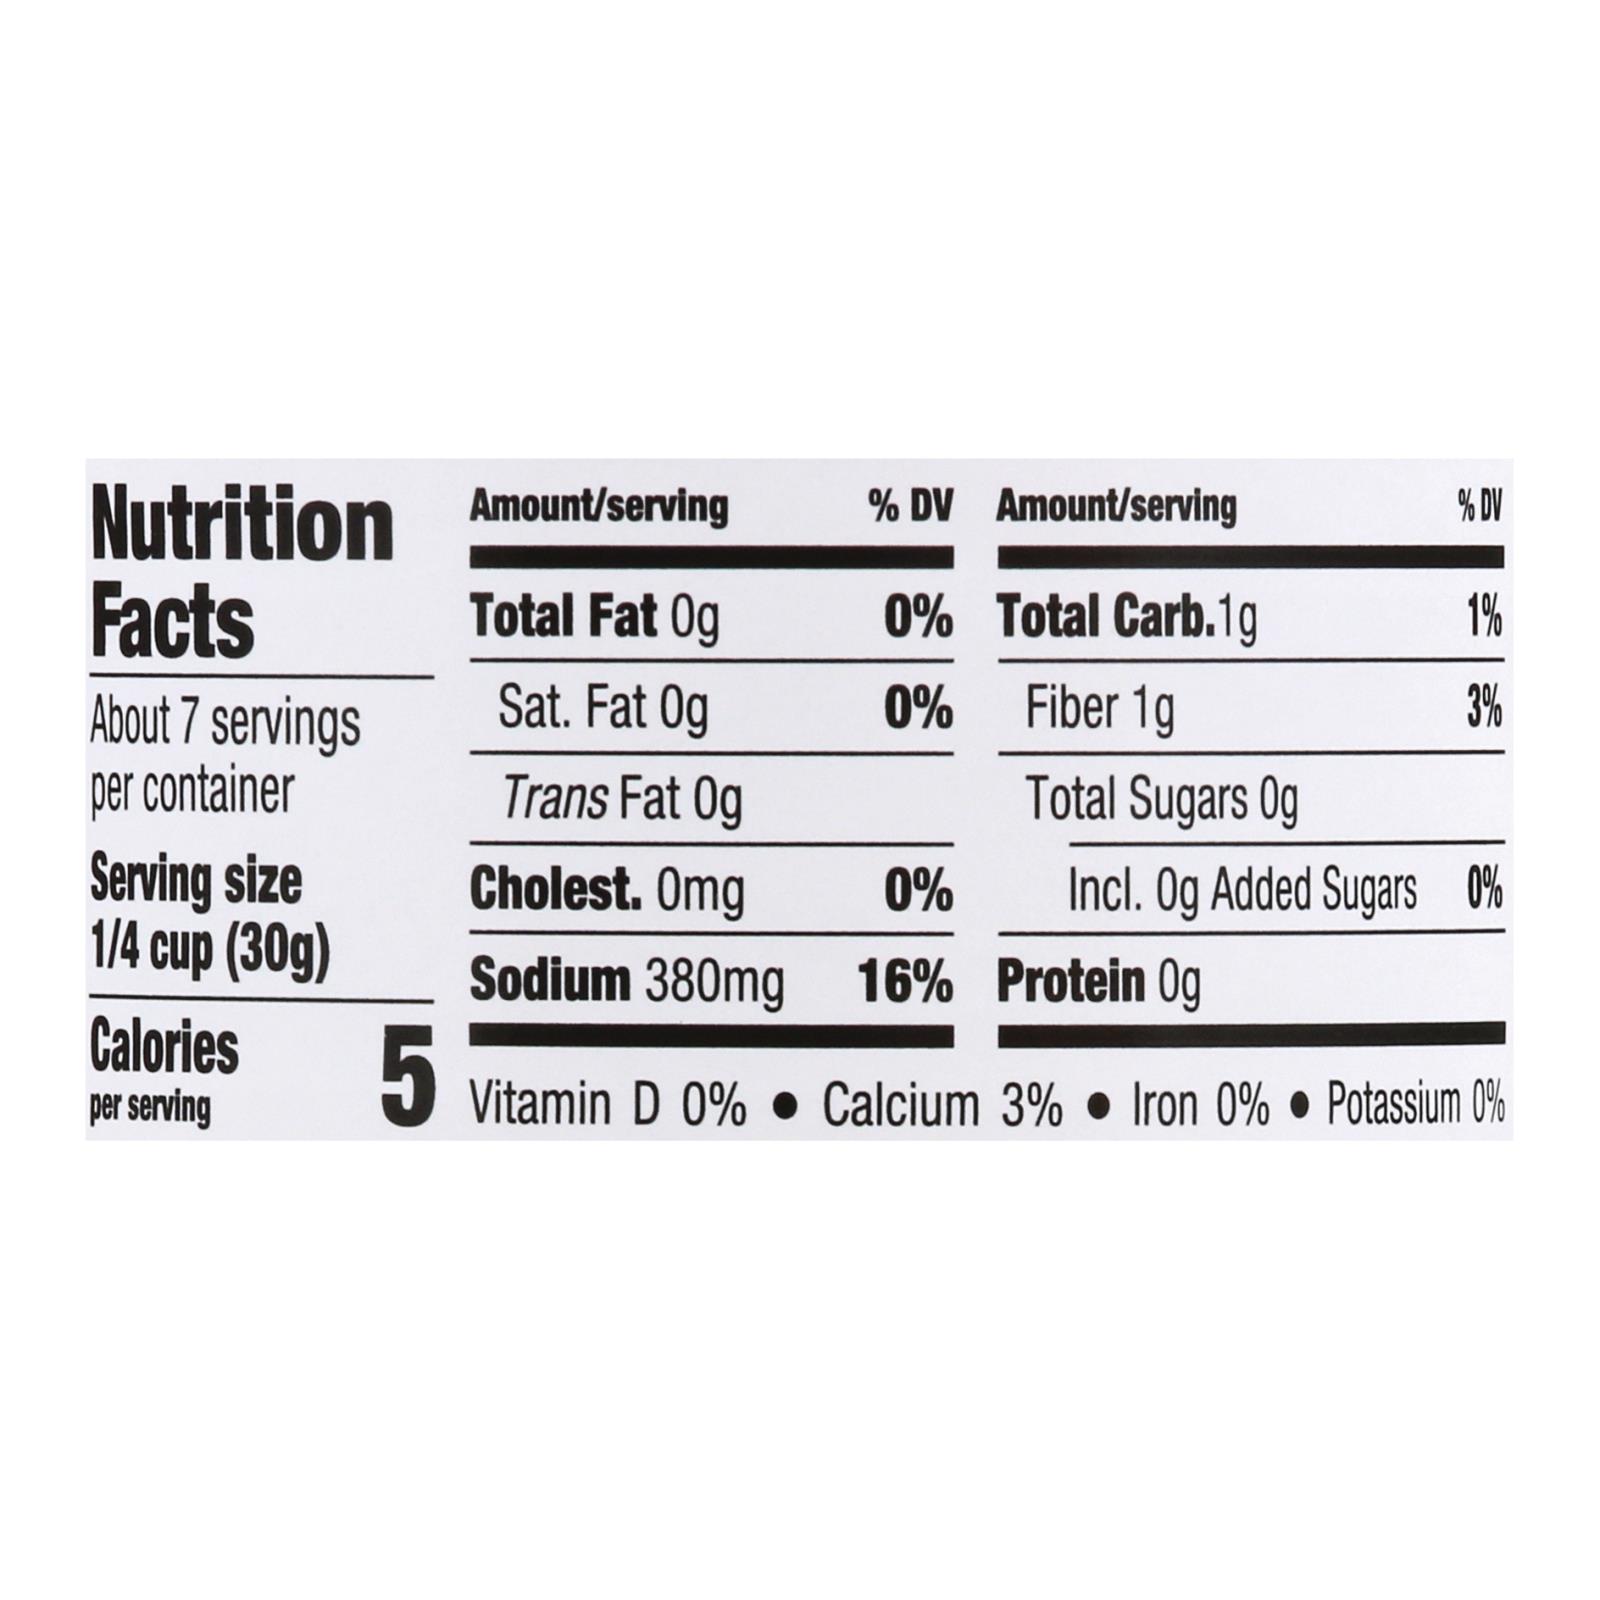 Nutrition
Facts
About 7 servings
per container
Serving size
1/4 cup (30g)
Calories 5
per serving
Amount/serving % DV
Total Fat 0g 0%
Sat. Fat 0g 0%
Trans Fat 0g
Cholest. 0mg 0%
Sodium 380mg 16%
Amount/serving % DV
Total Carb.1g 1%
Fiber 1g 3%
Total Sugars 0g
Incl. 0g Added Sugars 0%
Protein 0g
Vitamin D 0% • Calcium 3% • Iron 0% • Potassium 0%